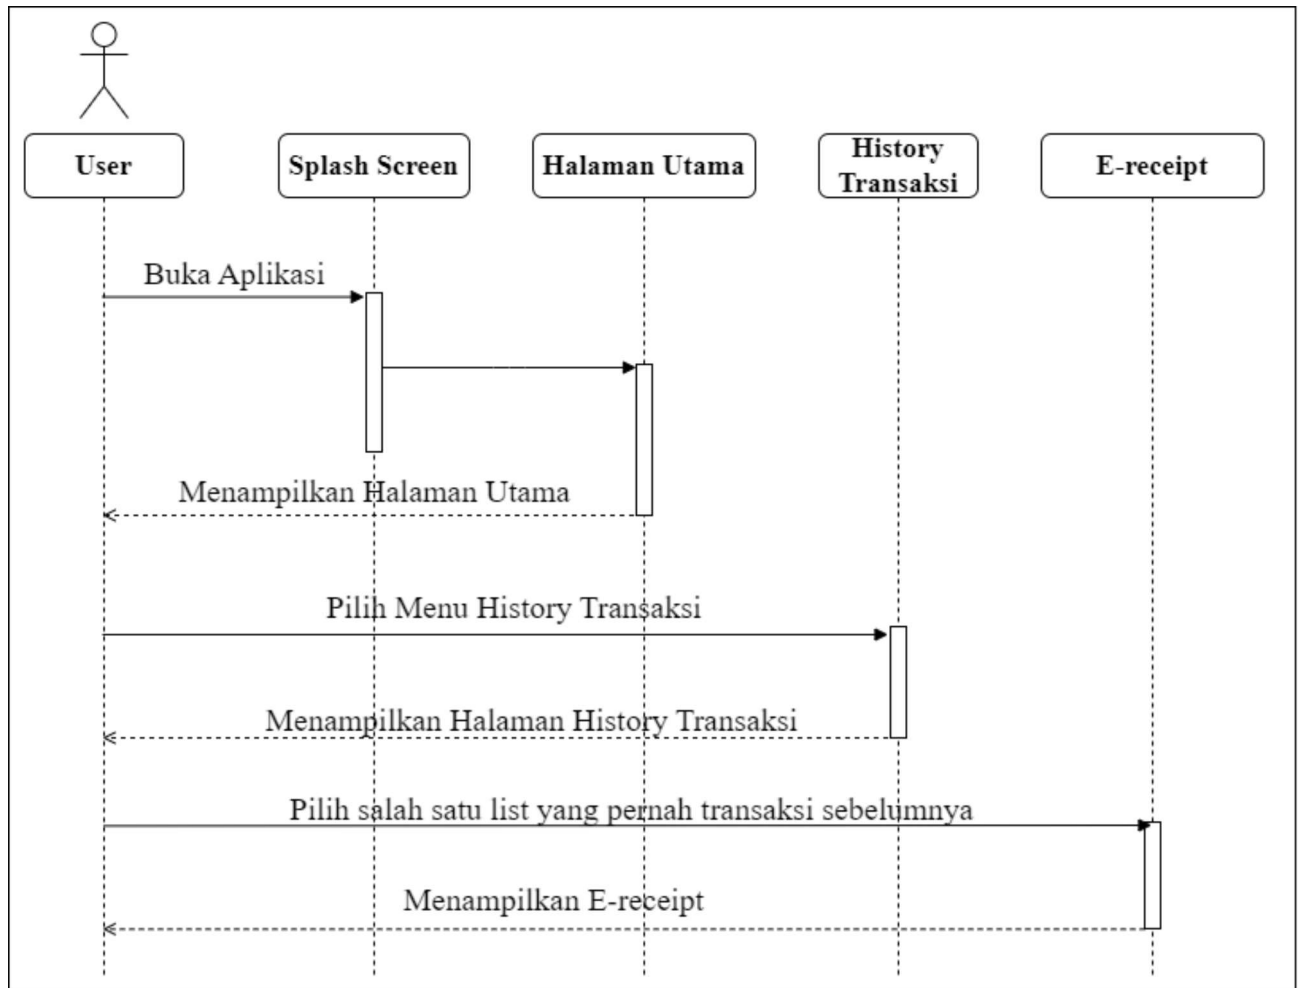 User
Splash Screen
Halaman Utama
History
Transaksi
E-receipt
Buka Aplikasi
Menampilkan Halaman Utama
Pilih Menu History Transaksi
Menampilkan Halaman History Transaksi
Pilih salah satu list yang pernah transaksi sebelumnya
Menampilkan E-receipt